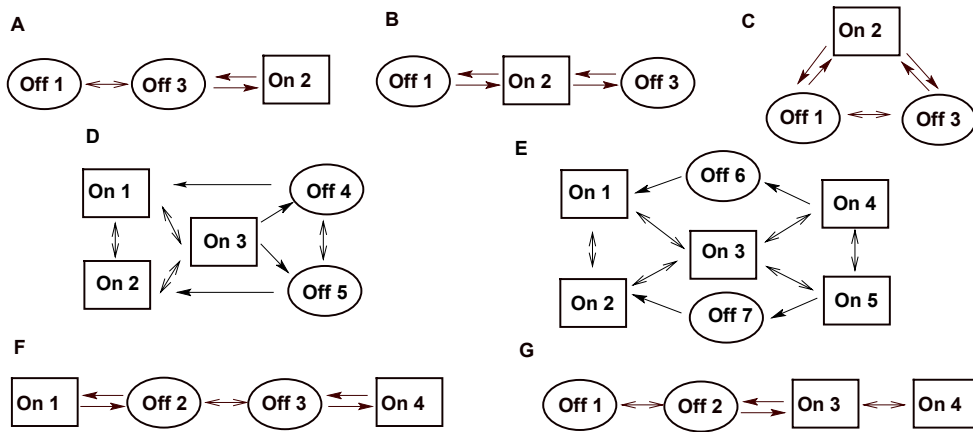 A
Off 1
Off 3
On 2
B
Off 1
On 2
Off 3
C
On 2
Off 1
Off 3
D
On 1
Off 4
On 3
On 2
Off 5
E
On 1
Off 6
On 4
On 3
On 2
Off 7
On 5
F
On 1
Off 2
Off 3
On 4
G
Off 1
Off 2
On 3
On 4